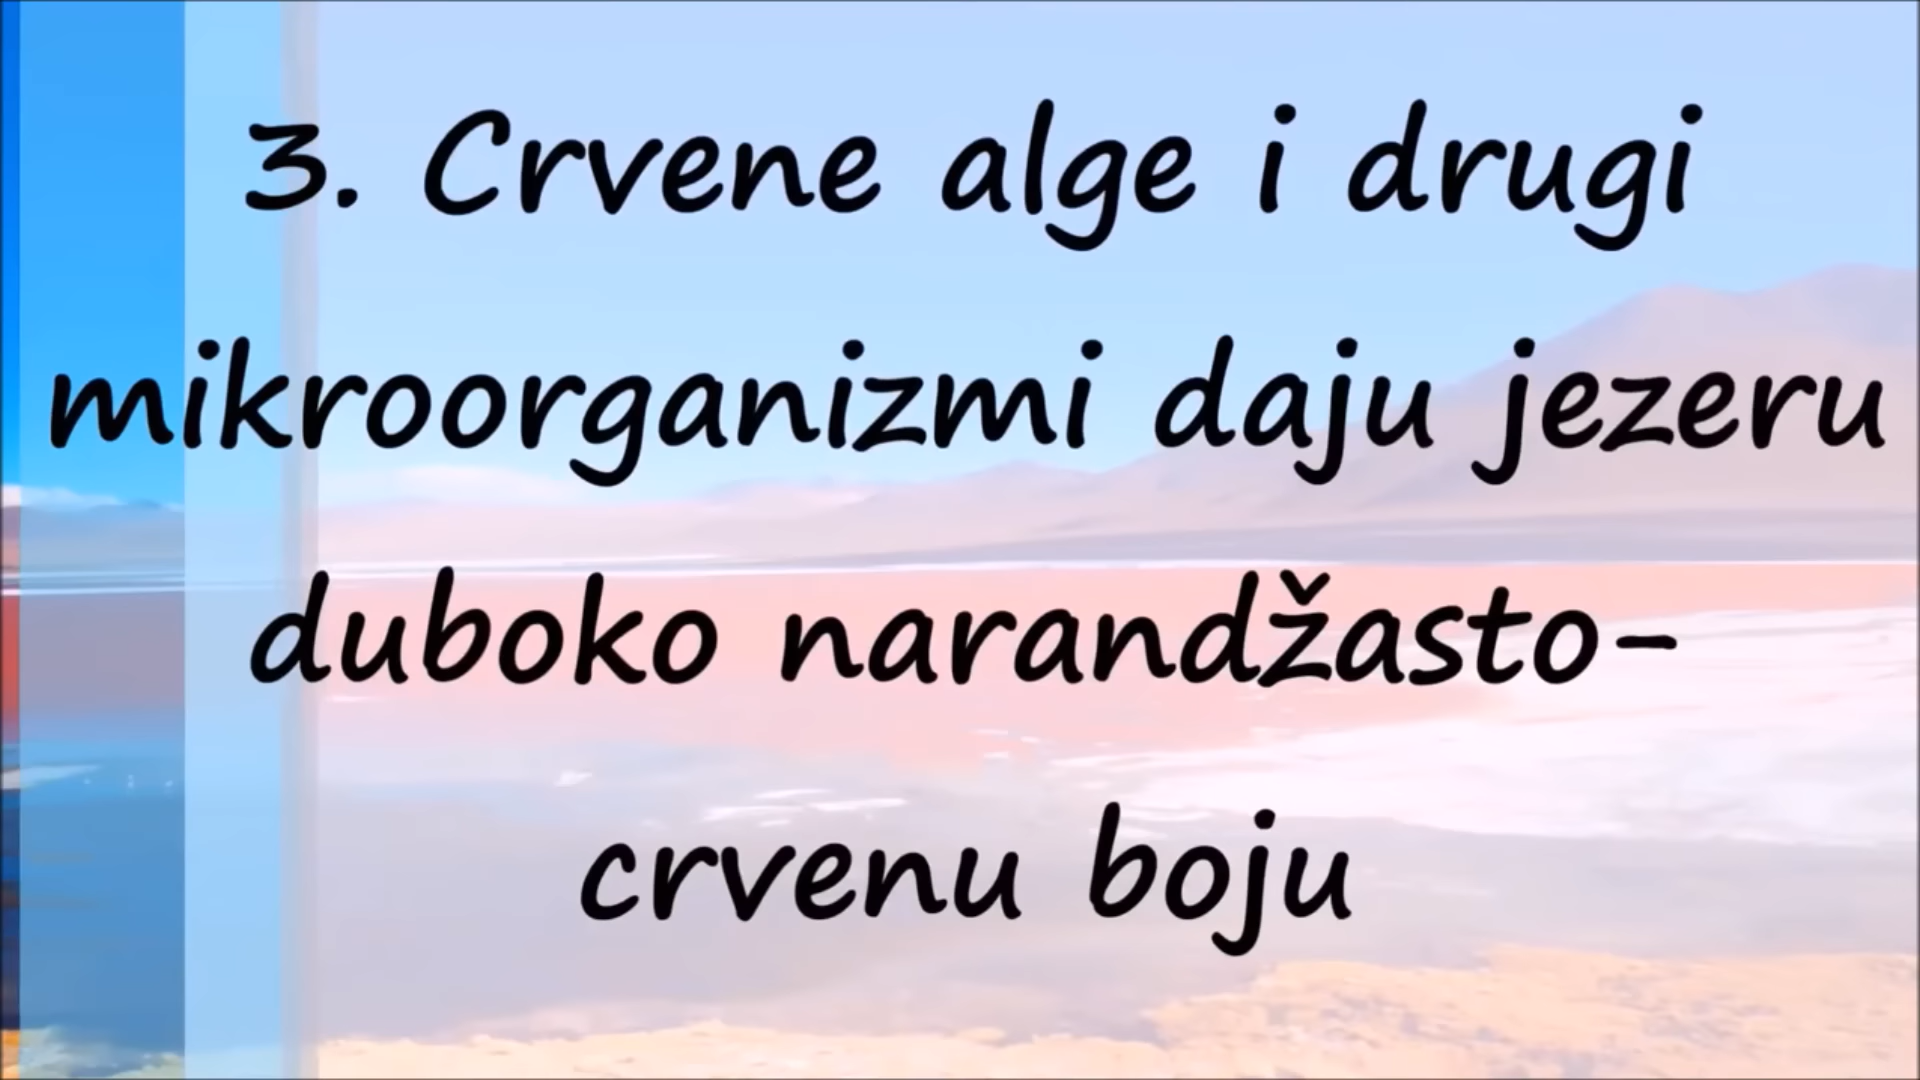 3. Crvene alge i drugi
mikroorganizmi daju jezeru
duboko narandžasto-
crvenu boju